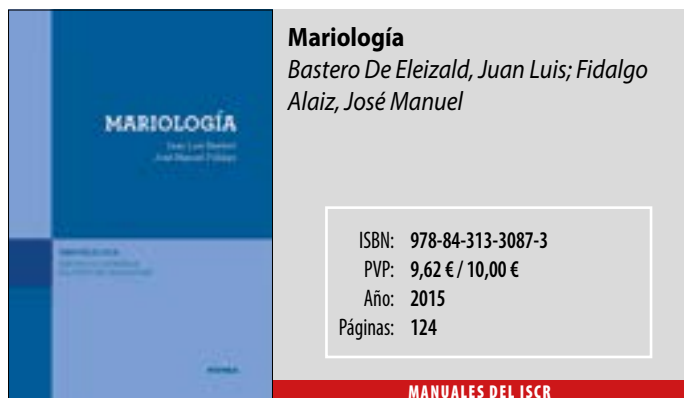 MARIOLOGÍA
Mariología
Bastero De Eleizald, Juan Luis; Fidalgo
Alaiz, José Manuel
ISBN: 978-84-313-3087-3
PVP: 9,62 € / 10,00 €
Año: 2015
Páginas: 124
MANUALES DEL ISCR